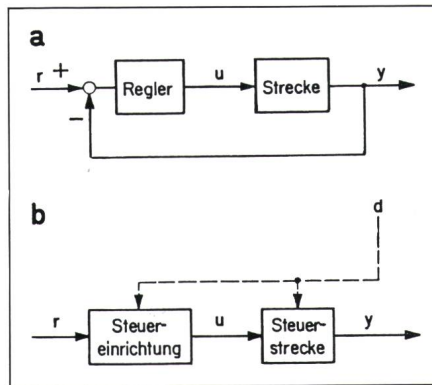 a
r + Regler u Strecke y
−
b
d
r Steuer- u Steuer- y
einrichtung strecke